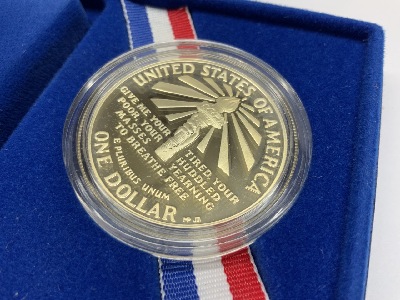 UNITED STATES OF AMERICA
GIVE ME YOUR
POOR, YOUR
MASSES
TO BREATHE FREE
TIRED, YOUR
HUDDLED
YEARNING
E PLURIBUS UNUM
ONE DOLLAR